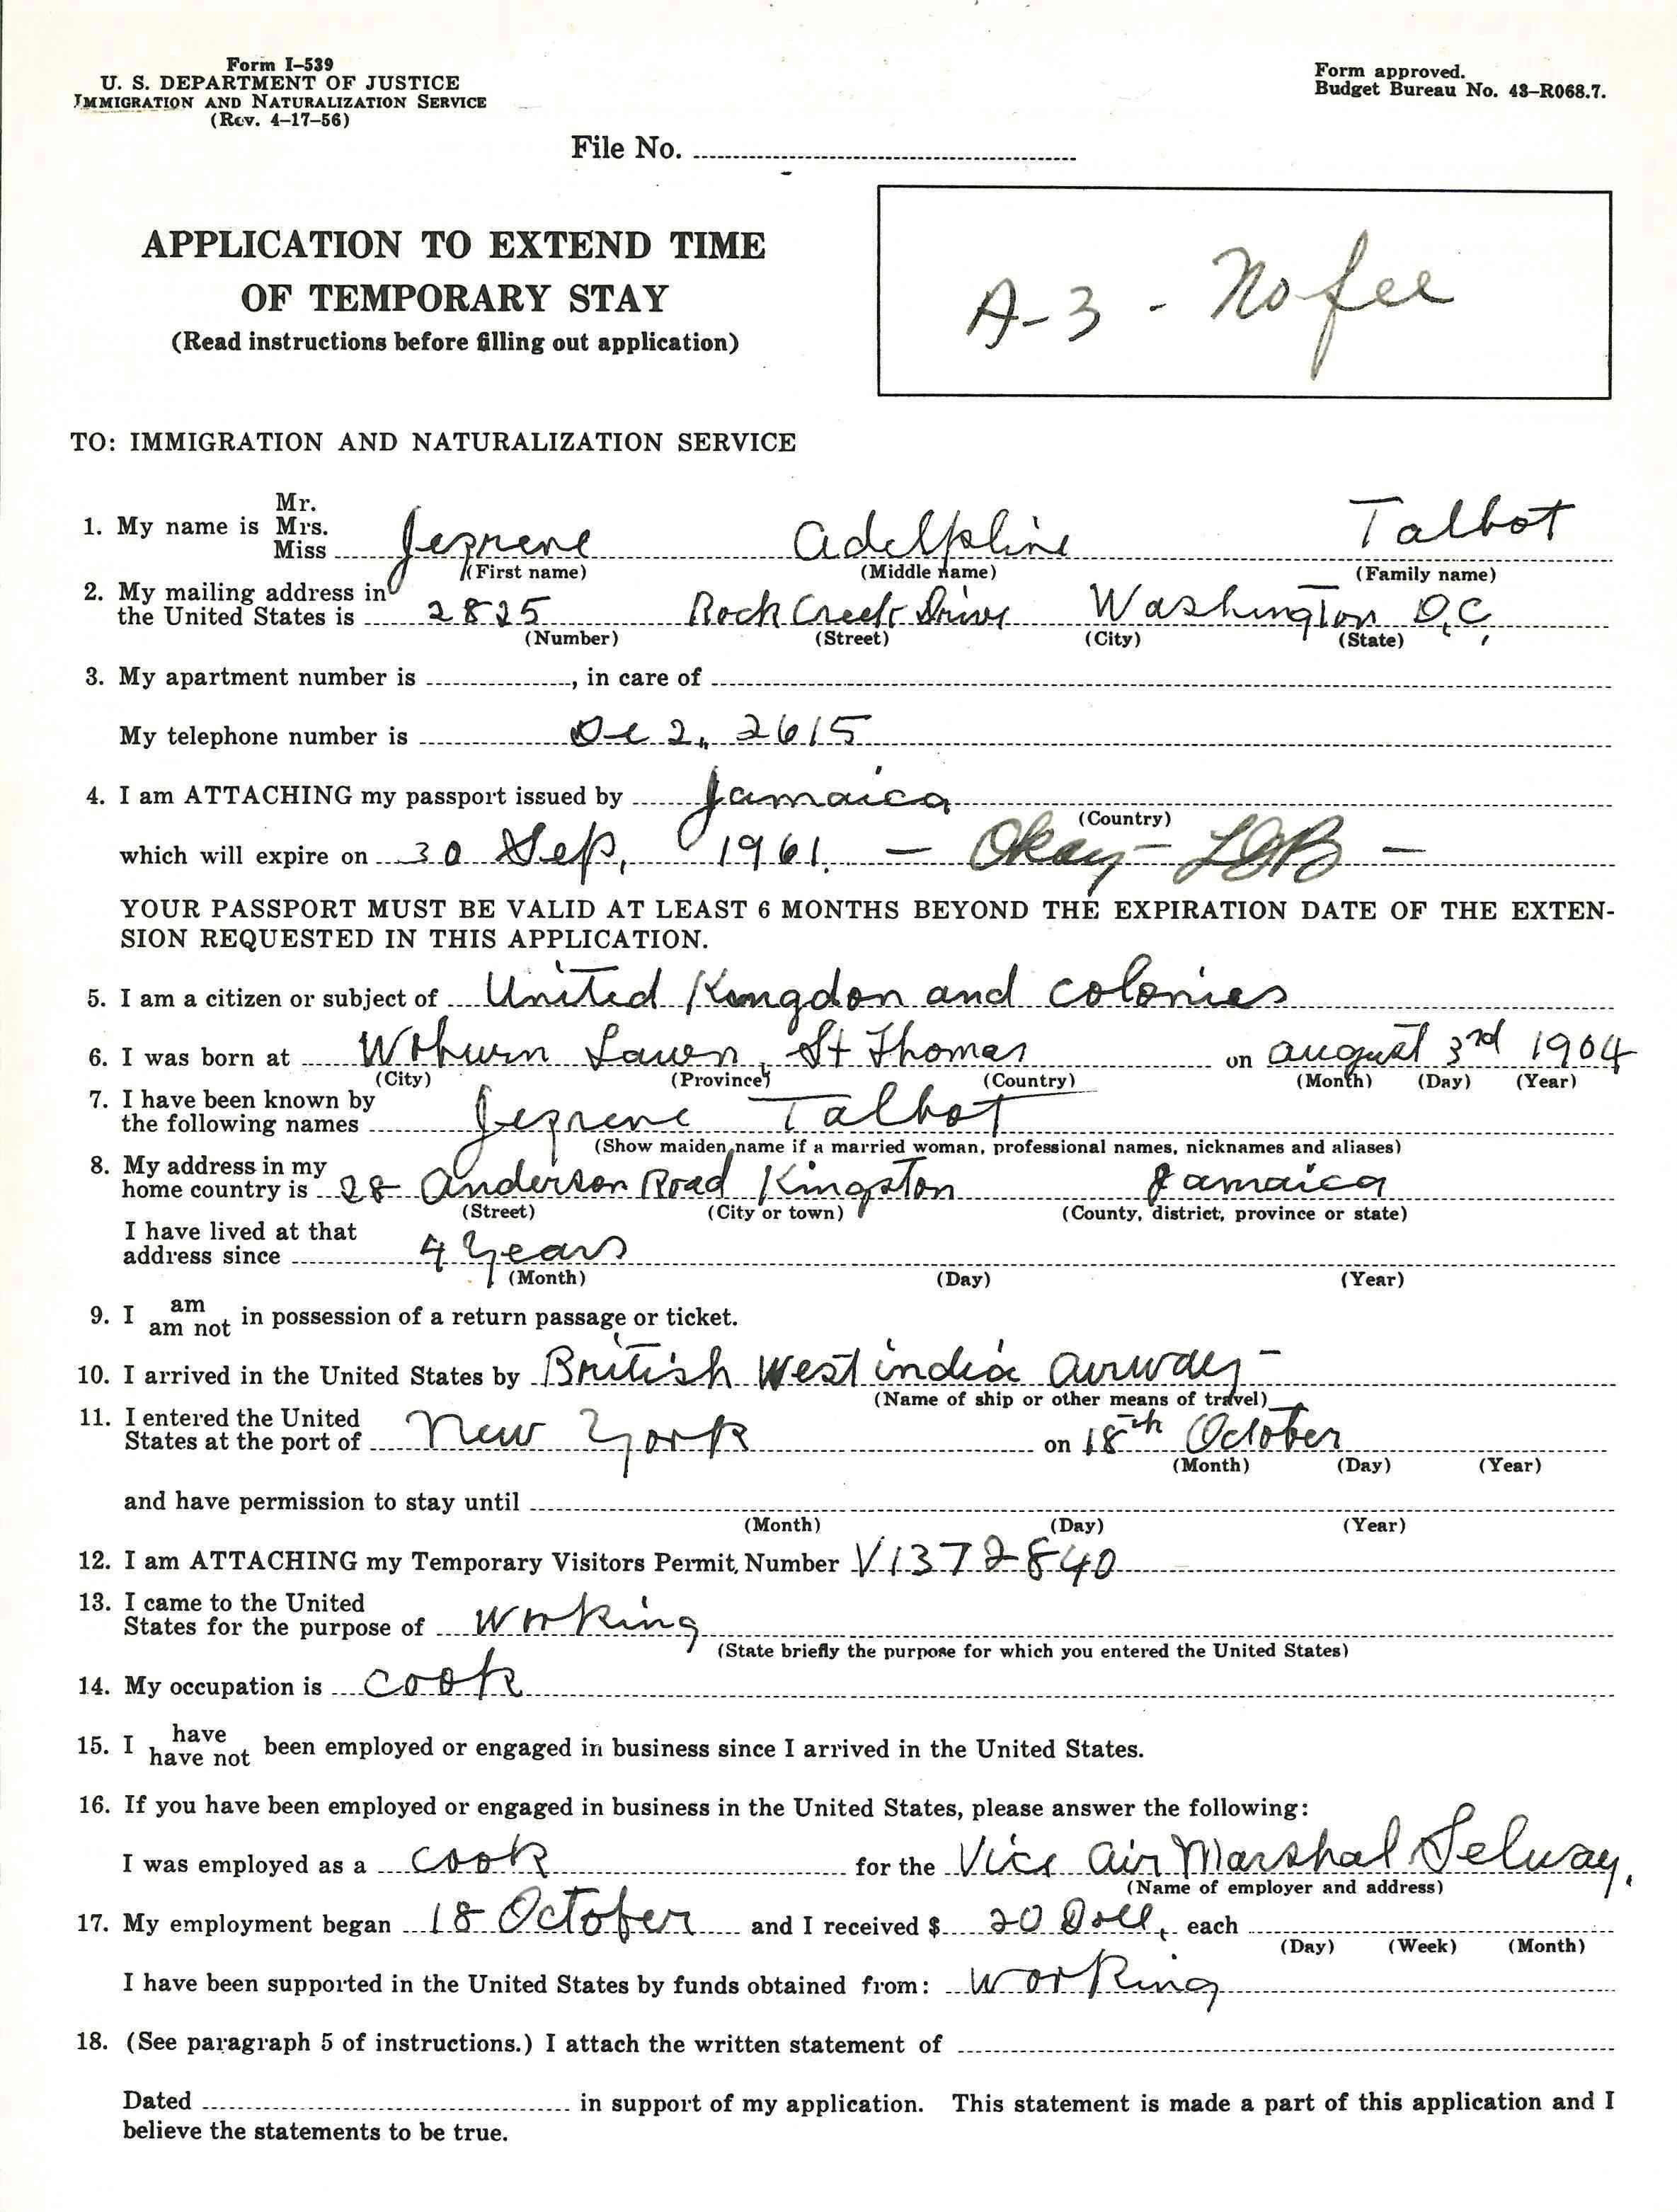 Form I-539
U. S. DEPARTMENT OF JUSTICE
IMMIGRATION AND NATURALIZATION SERVICE
(Rev. 4-17-56)
Form approved.
Budget Bureau No. 43-R068.7.
File No.
APPLICATION TO EXTEND TIME
OF TEMPORARY STAY
(Read instructions before filling out application)
A-3 - No fee
TO: IMMIGRATION AND NATURALIZATION SERVICE
Mr.
1. My name is Mrs.
Miss Jezrene Adelphine Talbot
(First name) (Middle name) (Family name)
2. My mailing address in
the United States is 2825 Rock Creek Drive Washington D.C.
(Number) (Street) (City) (State)
3. My apartment number is , in care of
My telephone number is De 2, 2615
4. I am ATTACHING my passport issued by Jamaica
(Country)
which will expire on 30 Sep, 1961. — Okay — LOB —
YOUR PASSPORT MUST BE VALID AT LEAST 6 MONTHS BEYOND THE EXPIRATION DATE OF THE EXTEN-
SION REQUESTED IN THIS APPLICATION.
5. I am a citizen or subject of United Kingdon and colonies
6. I was born at Woburn Lawn, St Thomas on august 3rd 1904
(City) (Province) (Country) (Month) (Day) (Year)
7. I have been known by
the following names Jezrene Talbot
(Show maiden name if a married woman, professional names, nicknames and aliases)
8. My address in my
home country is 28 Anderson Road Kingston Jamaica
(Street) (City or town) (County, district, province or state)
I have lived at that
address since 4 Years
(Month) (Day) (Year)
9. I am
am not in possession of a return passage or ticket.
10. I arrived in the United States by British West india airway -
(Name of ship or other means of travel)
11. I entered the United
States at the port of New York on 18th October
(Month) (Day) (Year)
and have permission to stay until
(Month) (Day) (Year)
12. I am ATTACHING my Temporary Visitors Permit, Number V1372840
13. I came to the United
States for the purpose of working
(State briefly the purpose for which you entered the United States)
14. My occupation is cook
15. I have
have not been employed or engaged in business since I arrived in the United States.
16. If you have been employed or engaged in business in the United States, please answer the following:
I was employed as a cook for the Vice Air Marshal Selway.
(Name of employer and address)
17. My employment began 18 October and I received $ 20 Doll, each
(Day) (Week) (Month)
I have been supported in the United States by funds obtained from: working
18. (See paragraph 5 of instructions.) I attach the written statement of
Dated in support of my application. This statement is made a part of this application and I
believe the statements to be true.